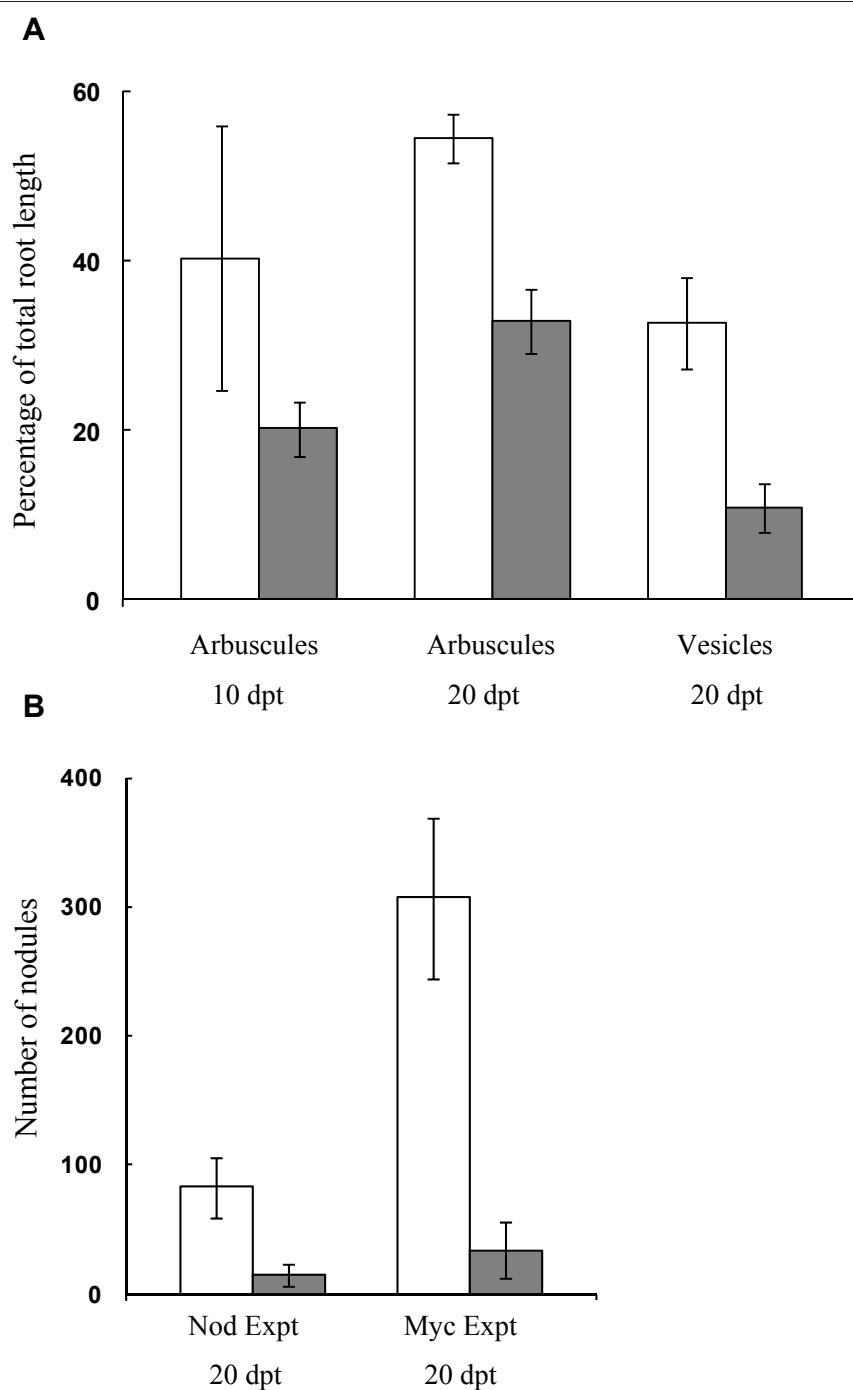 A
Percentage of total root length
60
40
20
0
Arbuscules Arbuscules Vesicles
10 dpt 20 dpt 20 dpt
B
Number of nodules
400
300
200
100
0
Nod Expt Myc Expt
20 dpt 20 dpt